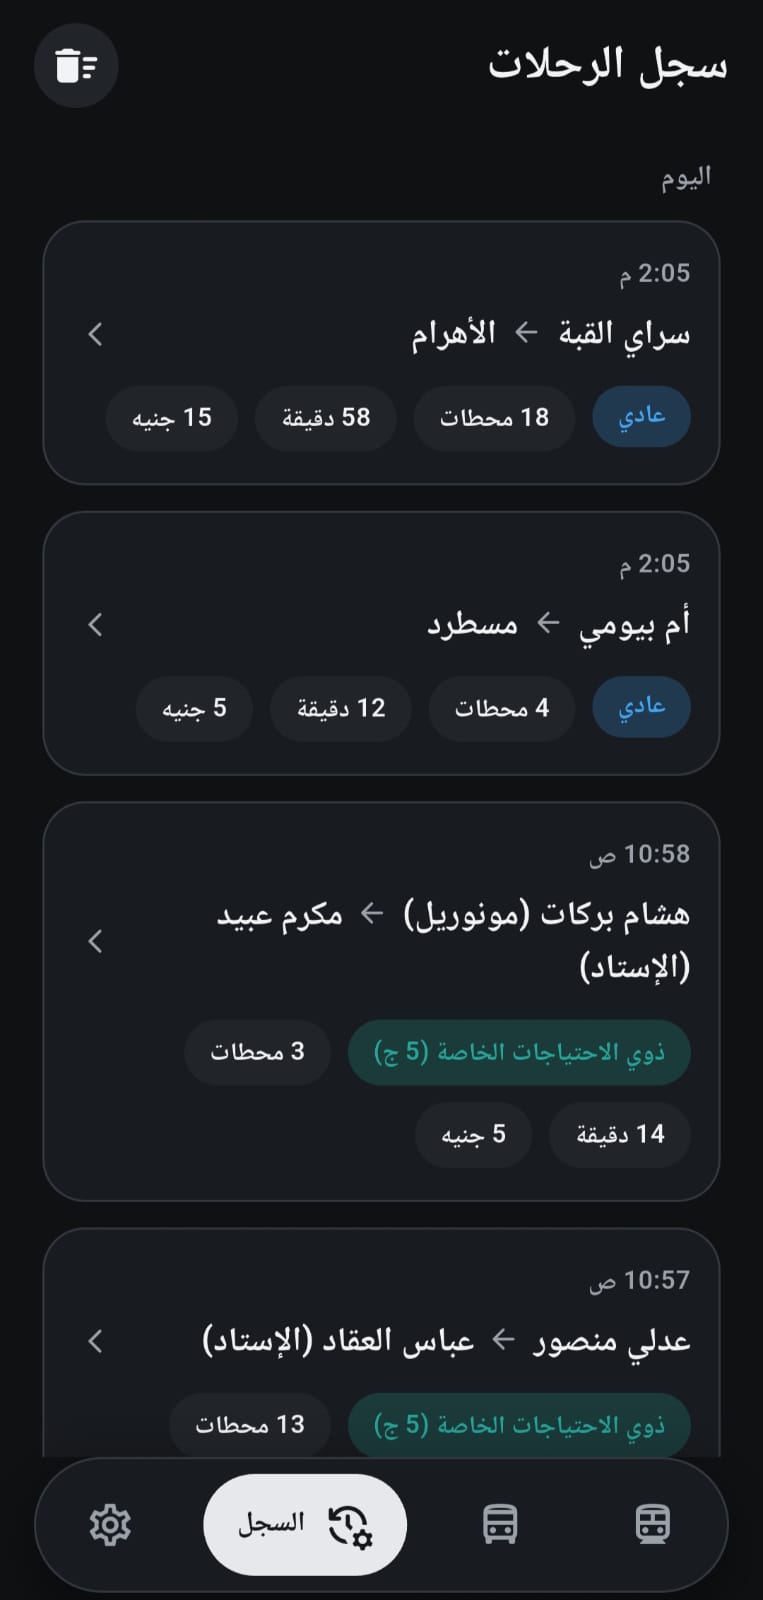 سجل الرحلات
اليوم
2:05 م
سراي القبة ← الأهرام
عادي 18 محطات 58 دقيقة 15 جنيه
2:05 م
أم بيومي ← مسطرد
عادي 4 محطات 12 دقيقة 5 جنيه
10:58 ص
هشام بركات (مونوريل) ← مكرم عبيد
(الإستاد)
ذوي الاحتياجات الخاصة (5 ج) 3 محطات
14 دقيقة 5 جنيه
10:57 ص
عدلي منصور ← عباس العقاد (الإستاد)
ذوي الاحتياجات الخاصة (5 ج) 13 محطات
السجل